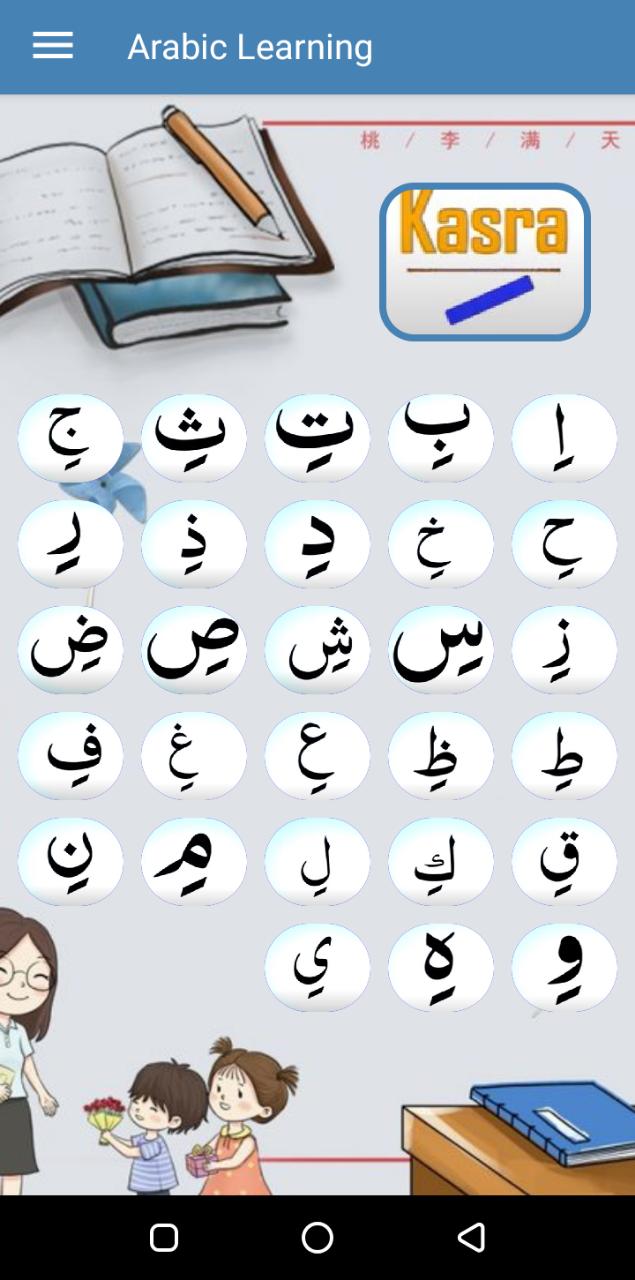 Arabic Learning
桃 / 李 / 满 / 天
Kasra
اِ بِ تِ ثِ جِ
حِ خِ دِ ذِ رِ
زِ سِ شِ صِ ضِ
طِ ظِ عِ غِ فِ
قِ كِ لِ مِ نِ
وِ هِ يِ